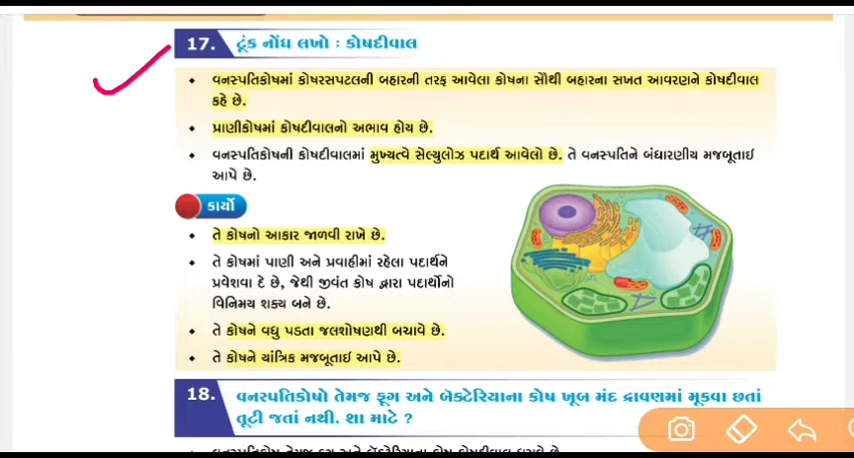 17. ટૂંક નોંધ લખો : કોષદીવાલ
• વનસ્પતિકોષમાં કોષરસપટલની બહારની તરફ આવેલા કોષના સૌથી બહારના સખત આવરણને કોષદીવાલ
કહે છે.
• પ્રાણીકોષમાં કોષદીવાલનો અભાવ હોય છે.
• વનસ્પતિકોષની કોષદીવાલમાં મુખ્યત્વે સેલ્યુલોઝ પદાર્થ આવેલો છે. તે વનસ્પતિને બંધારણીય મજબૂતાઈ
આપે છે.
કાર્યો
• તે કોષનો આકાર જાળવી રાખે છે.
• તે કોષમાં પાણી અને પ્રવાહીમાં રહેલા પદાર્થને
પ્રવેશવા દે છે, જેથી જીવંત કોષ દ્વારા પદાર્થોનો
વિનિમય શક્ય બને છે.
• તે કોષને વધુ પડતા જલશોષણથી બચાવે છે.
• તે કોષને યાંત્રિક મજબૂતાઈ આપે છે.
18. વનસ્પતિકોષો તેમજ ફૂગ અને બૅક્ટેરિયાના કોષ ખૂબ મંદ દ્રાવણમાં મૂકવા છતાં
તૂટી જતાં નથી. શા માટે ?